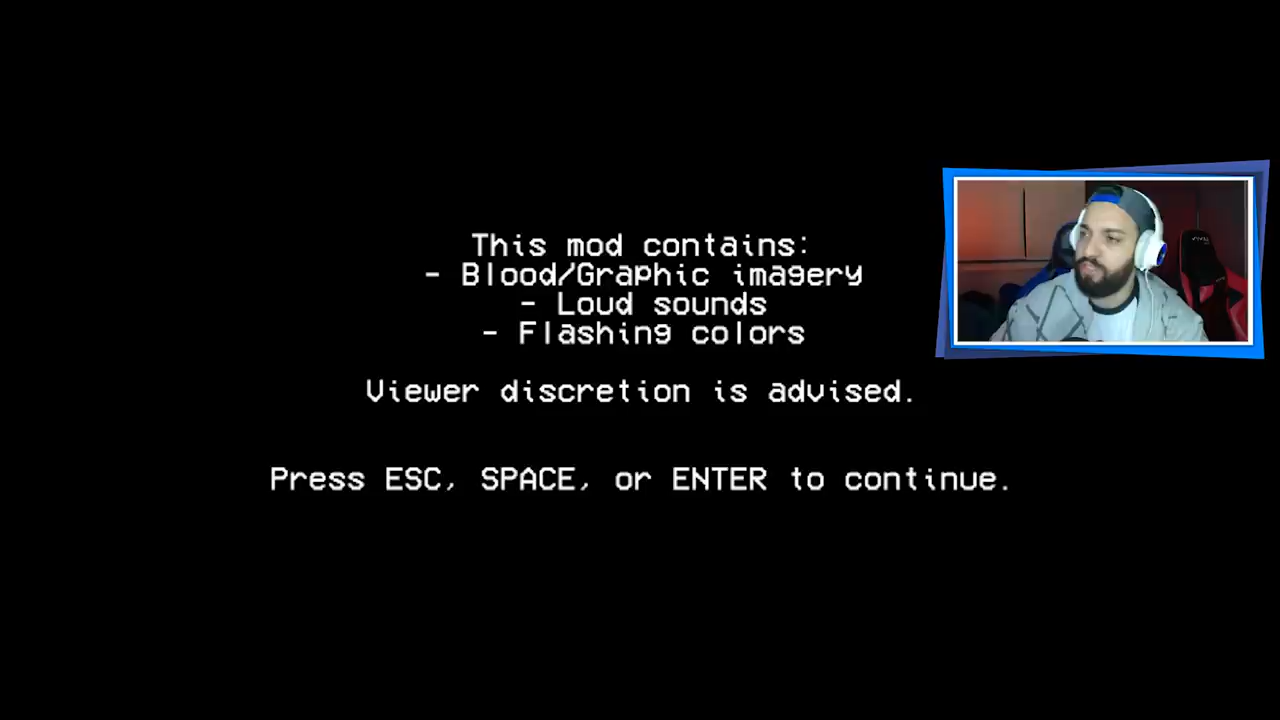 This mod contains:
- Blood/Graphic imagery
- Loud sounds
- Flashing colors
Viewer discretion is advised.
Press ESC, SPACE, or ENTER to continue.